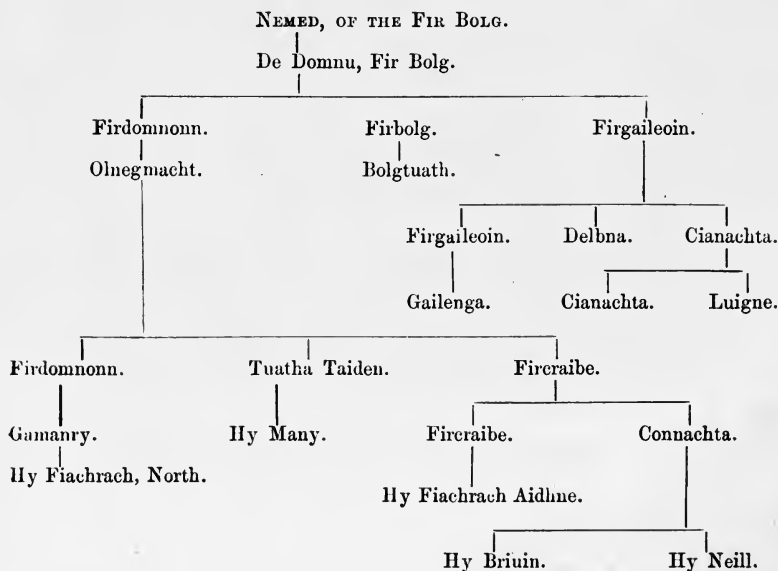 NEMED, OF THE FIR BOLG.
De Domnu, Fir Bolg.
Firdomnonn. Firbolg. Firgaileoin.
Olnegmacht. Bolgtuath.
Firgaileoin. Delbna. Cianachta.
Gailenga. Cianachta. Luigne.
Firdomnonn. Tuatha Taiden. Fircraibe.
Gamanry. Hy Many. Fircraibe. Connachta.
Hy Fiachrach, North.
Hy Fiachrach Aidhne.
Hy Briuin. Hy Neill.